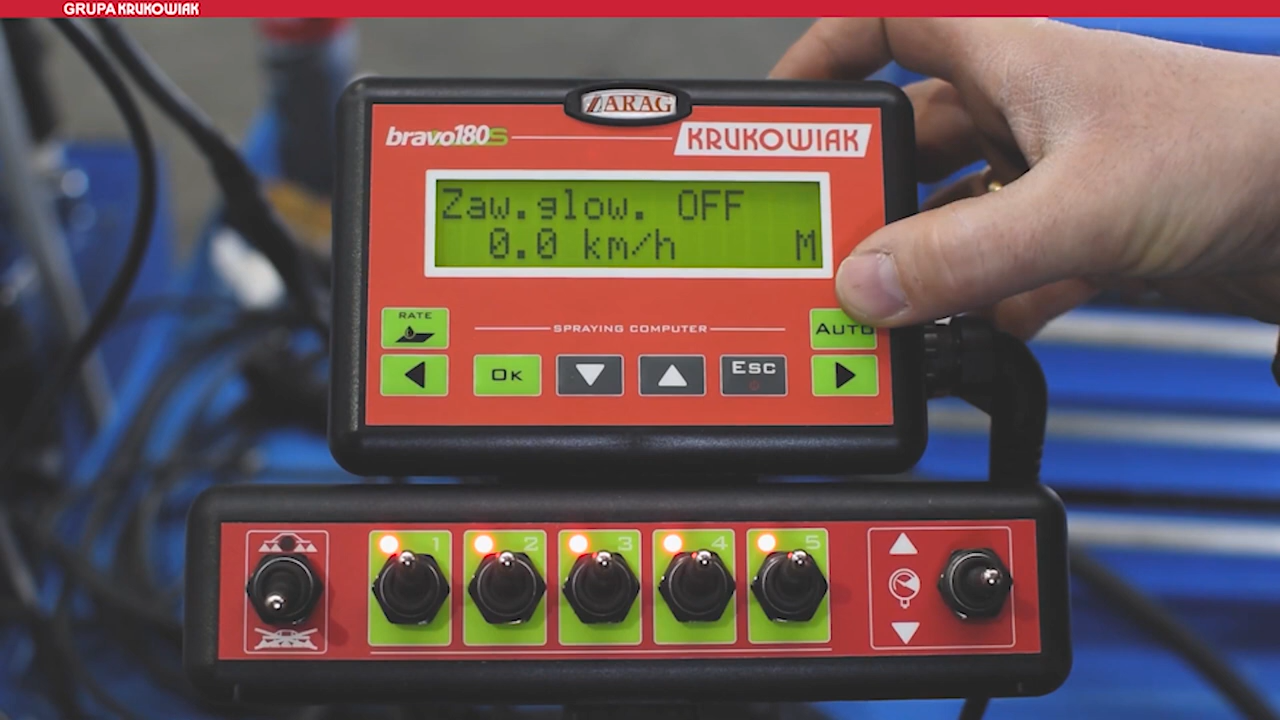 GRUPA KRUKOWIAK
ARAG
bravo180S
KRUKOWIAK
Zaw.glow. OFF
0.0 km/h M
RATE
SPRAYING COMPUTER
AUTO
OK
ESC
1 2 3 4 5